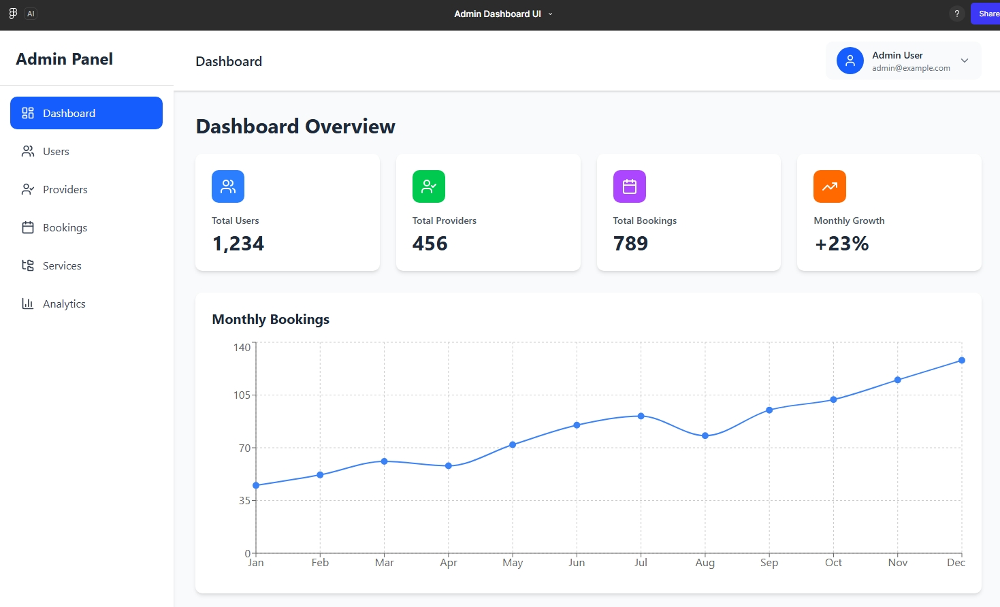 AI
Admin Dashboard UI
?
Share
Admin Panel
Dashboard
Admin User
admin@example.com
Dashboard
Users
Providers
Bookings
Services
Analytics
Dashboard Overview
Total Users
1,234
Total Providers
456
Total Bookings
789
Monthly Growth
+23%
Monthly Bookings
140
105
70
35
0
Jan Feb Mar Apr May Jun Jul Aug Sep Oct Nov Dec